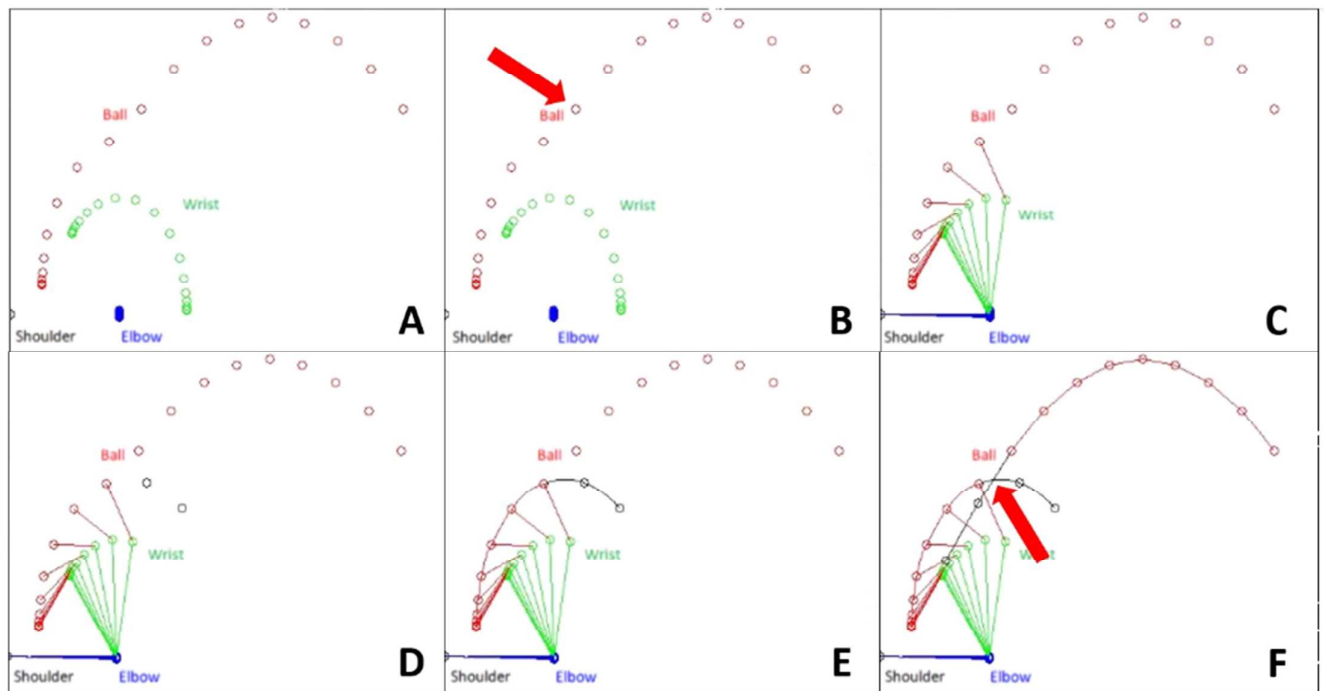 Ball
Wrist
Shoulder Elbow A
Ball
Wrist
Shoulder Elbow B
Ball
Wrist
Shoulder Elbow C
Ball
Wrist
Shoulder Elbow D
Ball
Wrist
Shoulder Elbow E
Ball
Wrist
Shoulder Elbow F